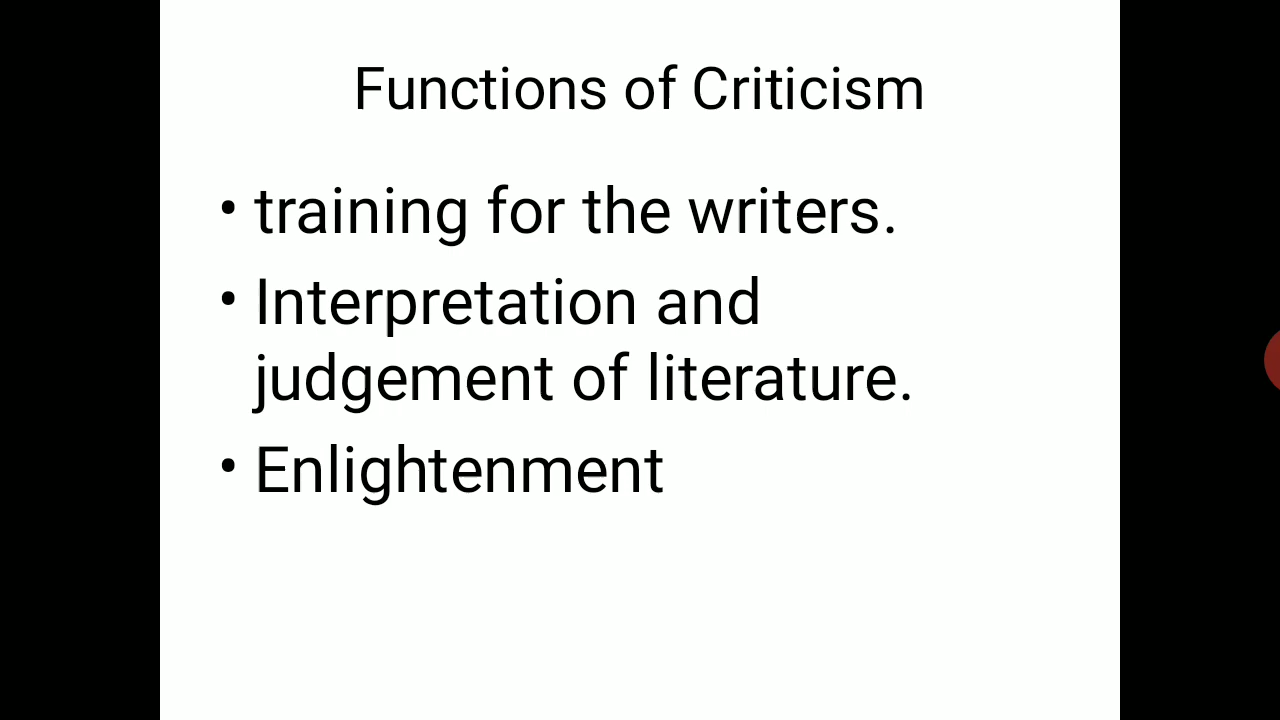 Functions of Criticism
• training for the writers.
• Interpretation and
judgement of literature.
• Enlightenment